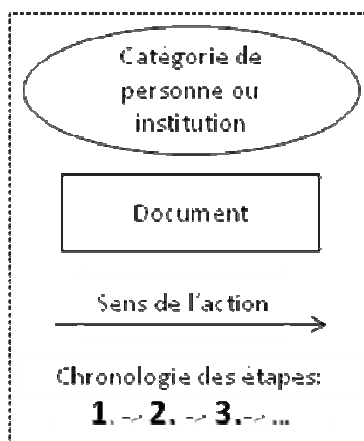 Catégorie de
personne ou
institution
Document
Sens de l'action
Chronologie des étapes:
1. -> 2. -> 3.-> ...